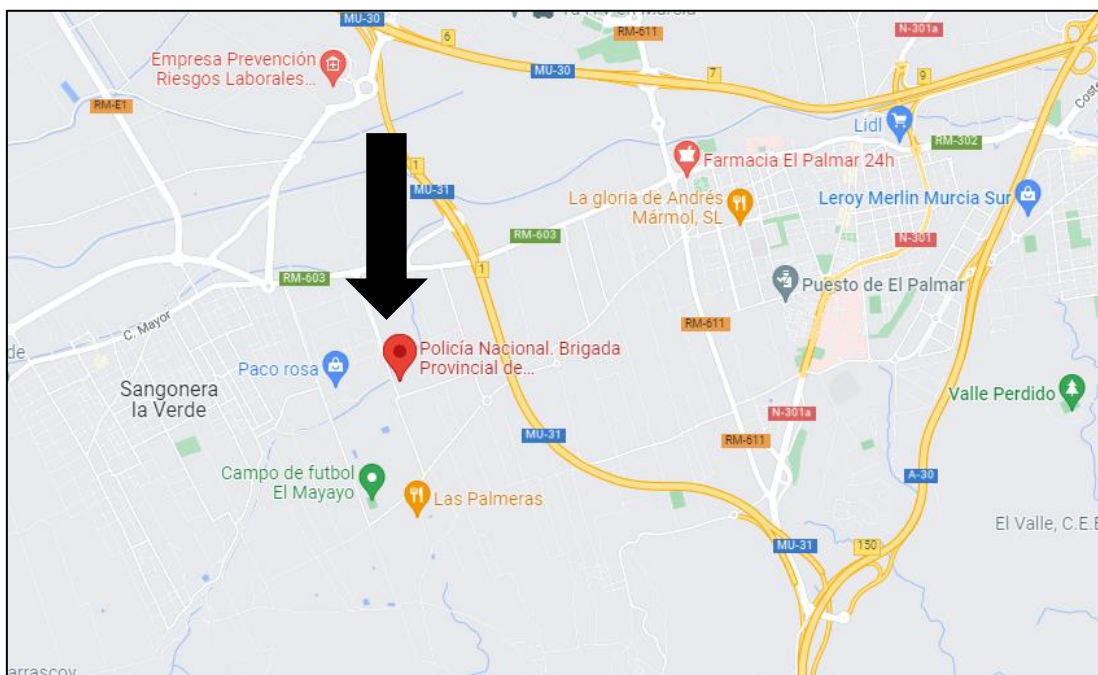 MU-30
RM-611
N-301a
6
Empresa Prevención
Riesgos Laborales...
MU-30
7
9
RM-E1
Lidl
Coste
RM-302
1
Farmacia El Palmar 24h
MU-31
La gloria de Andrés
Mármol, SL
Leroy Merlin Murcia Sur
RM-603
N-301
1
RM-603
Puesto de El Palmar
C. Mayor
RM-611
de
Policía Nacional. Brigada
Provincial de...
Paco rosa
Sangonera
la Verde
Valle Perdido
N-301a
MU-31
RM-611
Campo de futbol
El Mayayo
A-30
Las Palmeras
El Valle, C.E.E
MU-31
150
arrascoy